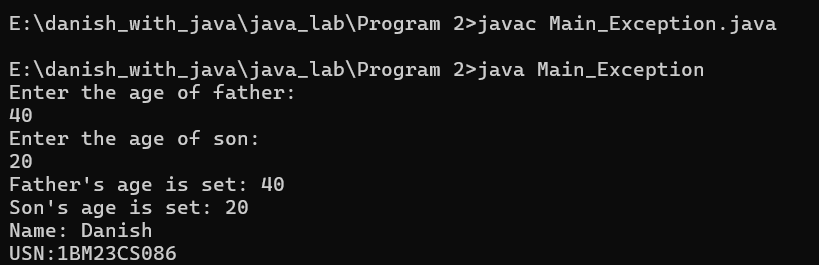 E:\danish_with_java\java_lab\Program 2>javac Main_Exception.java
E:\danish_with_java\java_lab\Program 2>java Main_Exception
Enter the age of father:
40
Enter the age of son:
20
Father's age is set: 40
Son's age is set: 20
Name: Danish
USN:1BM23CS086